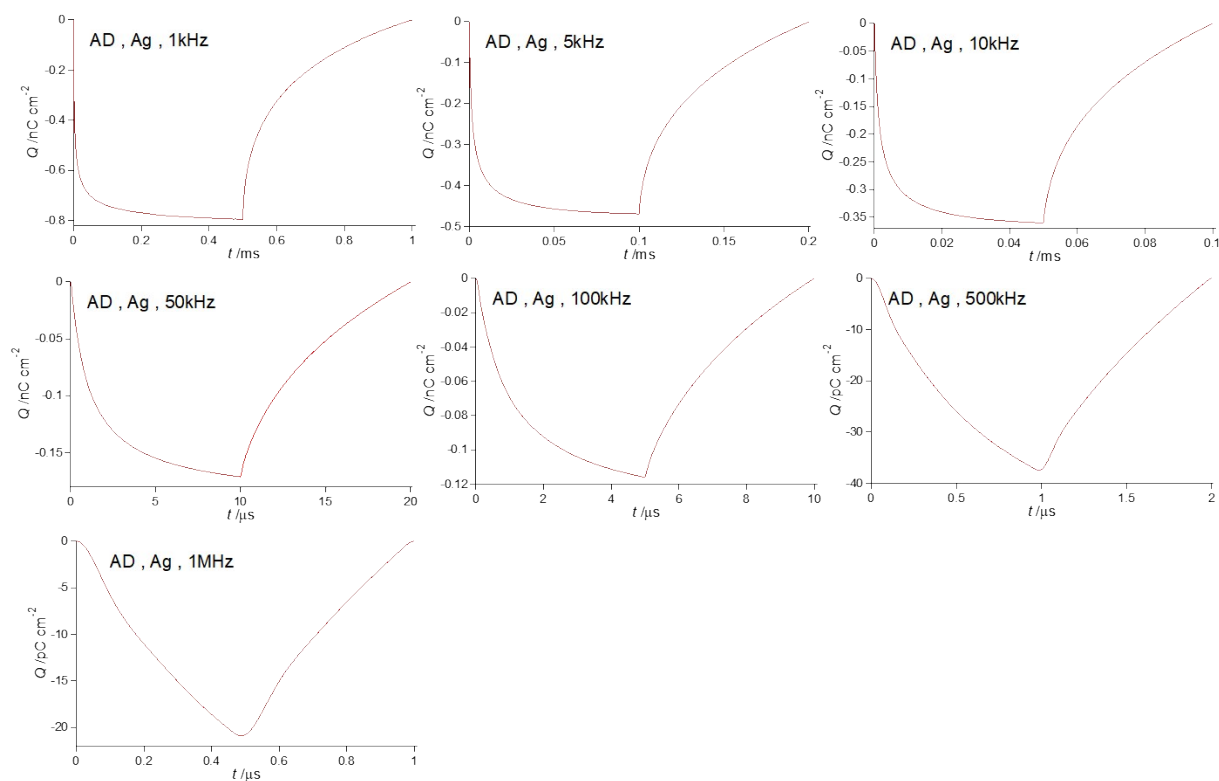 AD , Ag , 1kHz
0
-0.2
-0.4
-0.6
-0.8
Q /nC cm-2
0 0.2 0.4 0.6 0.8 1
t /ms
AD , Ag , 5kHz
0
-0.1
-0.2
-0.3
-0.4
-0.5
Q /nC cm-2
0 0.05 0.1 0.15 0.2
t /ms
AD , Ag , 10kHz
0
-0.05
-0.1
-0.15
-0.2
-0.25
-0.3
-0.35
Q /nC cm-2
0 0.02 0.04 0.06 0.08 0.1
t /ms
AD , Ag , 50kHz
0
-0.05
-0.1
-0.15
Q /nC cm-2
0 5 10 15 20
t /μs
AD , Ag , 100kHz
0
-0.02
-0.04
-0.06
-0.08
-0.1
-0.12
Q /nC cm-2
0 2 4 6 8 10
t /μs
AD , Ag , 500kHz
0
-10
-20
-30
-40
Q /pC cm-2
0 0.5 1 1.5 2
t /μs
AD , Ag , 1MHz
0
-5
-10
-15
-20
Q /pC cm-2
0 0.2 0.4 0.6 0.8 1
t /μs